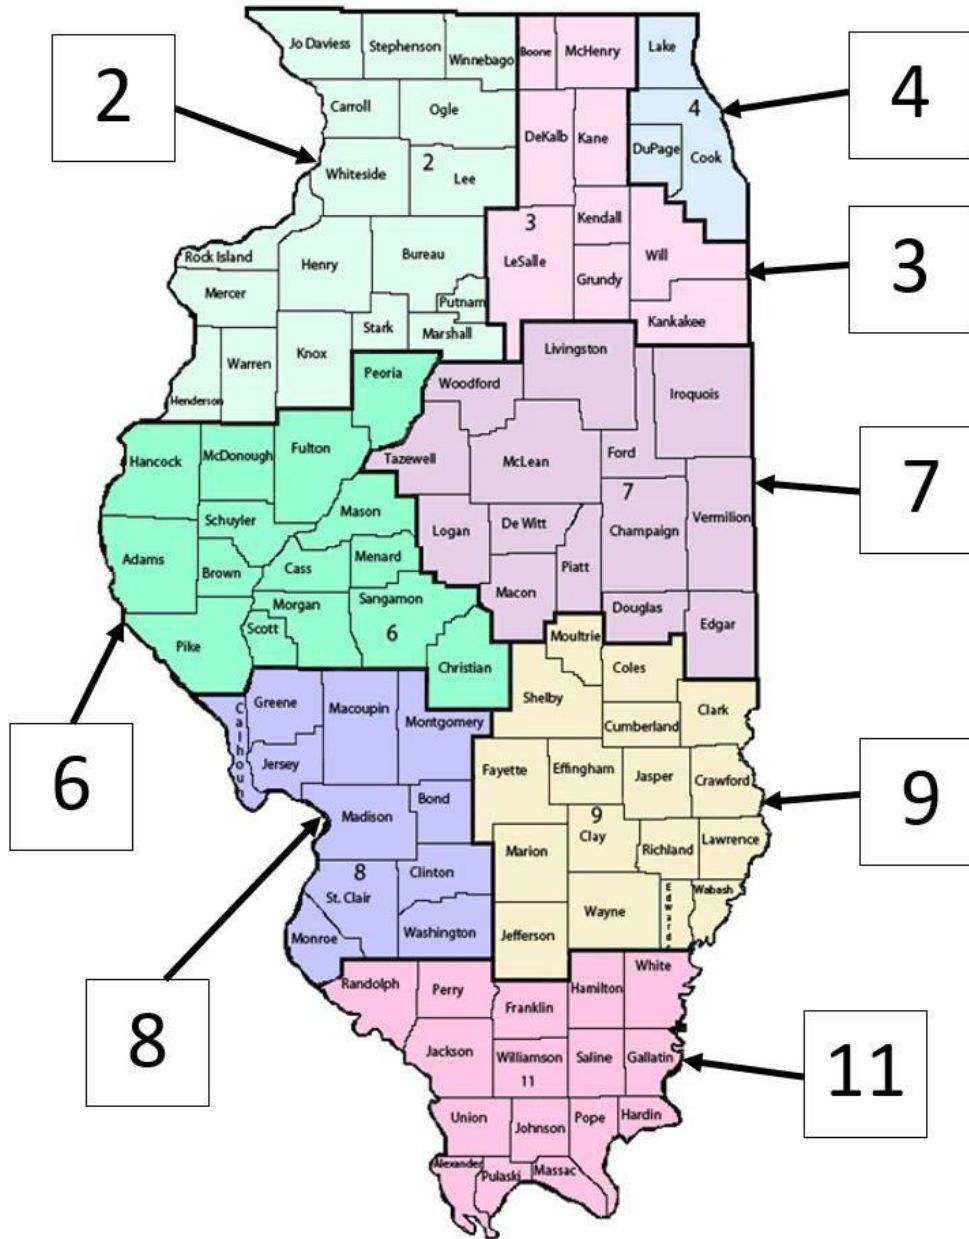 Jo Daviess
Stephenson
Winnebago
Boone
McHenry
Lake
2
4
Carroll
Ogle
DeKalb
Kane
4
DuPage
Cook
Whiteside
2
Lee
3
Kendall
3
Rock Island
Henry
Bureau
LeSalle
Will
Grundy
Mercer
Putnam
Kankakee
Stark
Marshall
Warren
Knox
Livingston
Henderson
Peoria
Woodford
Iroquois
Hancock
McDonough
Fulton
Tazewell
McLean
Ford
7
7
Schuyler
Mason
Logan
De Witt
Champaign
Vermilion
Adams
Brown
Cass
Menard
Piatt
Morgan
Sangamon
Macon
Douglas
Edgar
Scott
6
Pike
Christian
Moultrie
Coles
6
Calhoun
Greene
Macoupin
Montgomery
Shelby
Cumberland
Clark
Jersey
Fayette
Effingham
Jasper
Crawford
9
Madison
Bond
9
Clay
Marion
Richland
Lawrence
8
St. Clair
Clinton
Wayne
Edwards
Wabash
Monroe
Washington
Jefferson
8
Randolph
Perry
Franklin
Hamilton
White
Jackson
Williamson
11
Saline
Gallatin
11
Union
Johnson
Pope
Hardin
Alexander
Pulaski
Massac